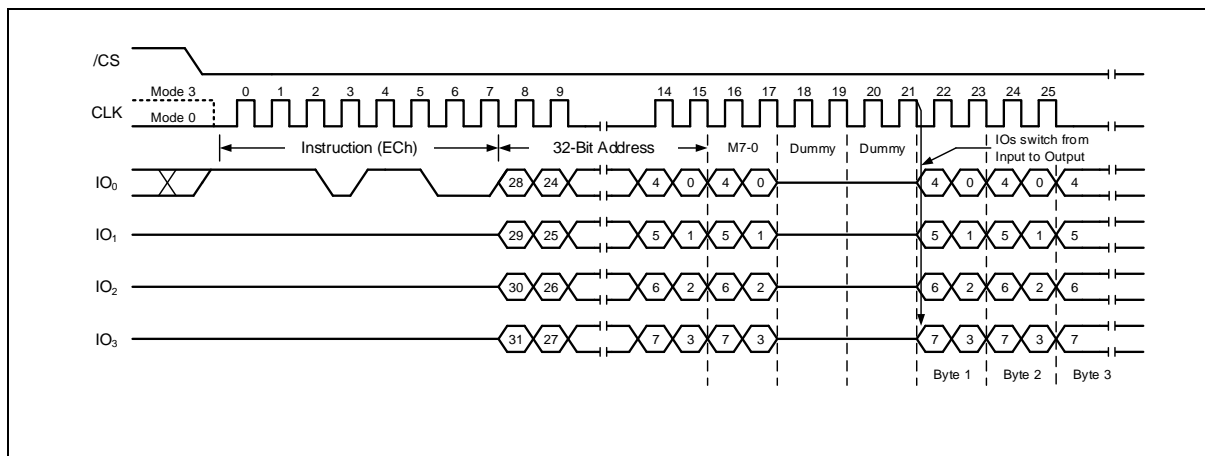 /CS
Mode 3 0 1 2 3 4 5 6 7 8 9 14 15 16 17 18 19 20 21 22 23 24 25
CLK
Mode 0
Instruction (ECh) 32-Bit Address M7-0 Dummy Dummy IOs switch from
Input to Output
IO₀ 28 24 4 0 4 0 4 0 4 0 4
IO₁ 29 25 5 1 5 1 5 1 5 1 5
IO₂ 30 26 6 2 6 2 6 2 6 2 6
IO₃ 31 27 7 3 7 3 7 3 7 3 7
Byte 1 Byte 2 Byte 3